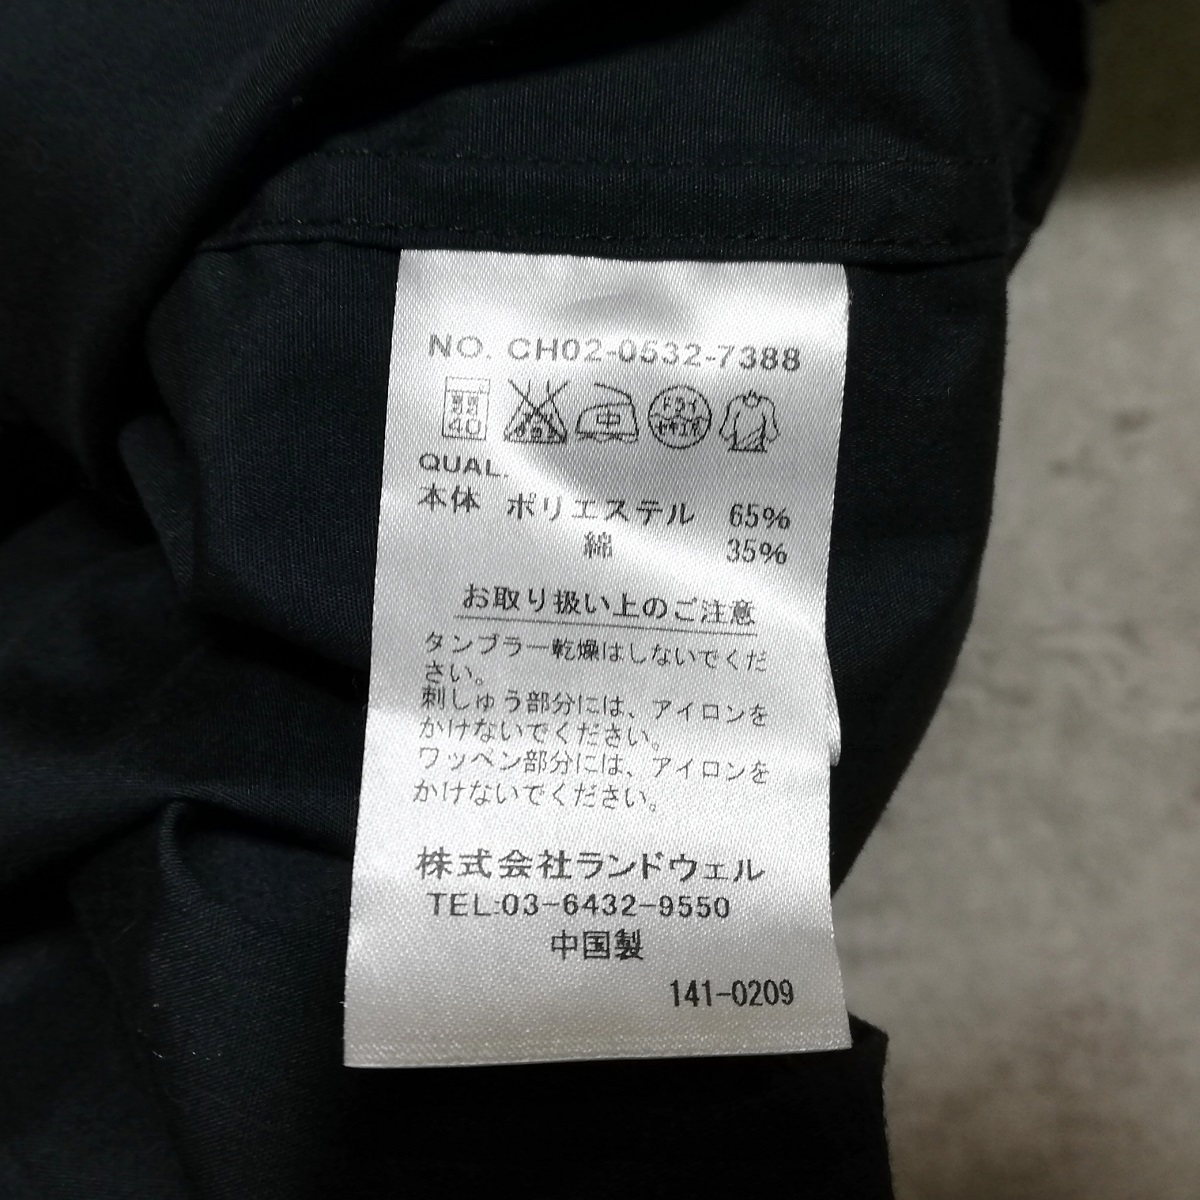 NO. CH02-0532-7388
40
中
ドライ
QUAL.
本体 ポリエステル 65%
綿 35%
お取り扱い上のご注意
タンブラー乾燥はしないでくだ
さい。
刺しゅう部分には、アイロンを
かけないでください。
ワッペン部分には、アイロンを
かけないでください。
株式会社ランドウェル
TEL:03-6432-9550
中国製
141-0209